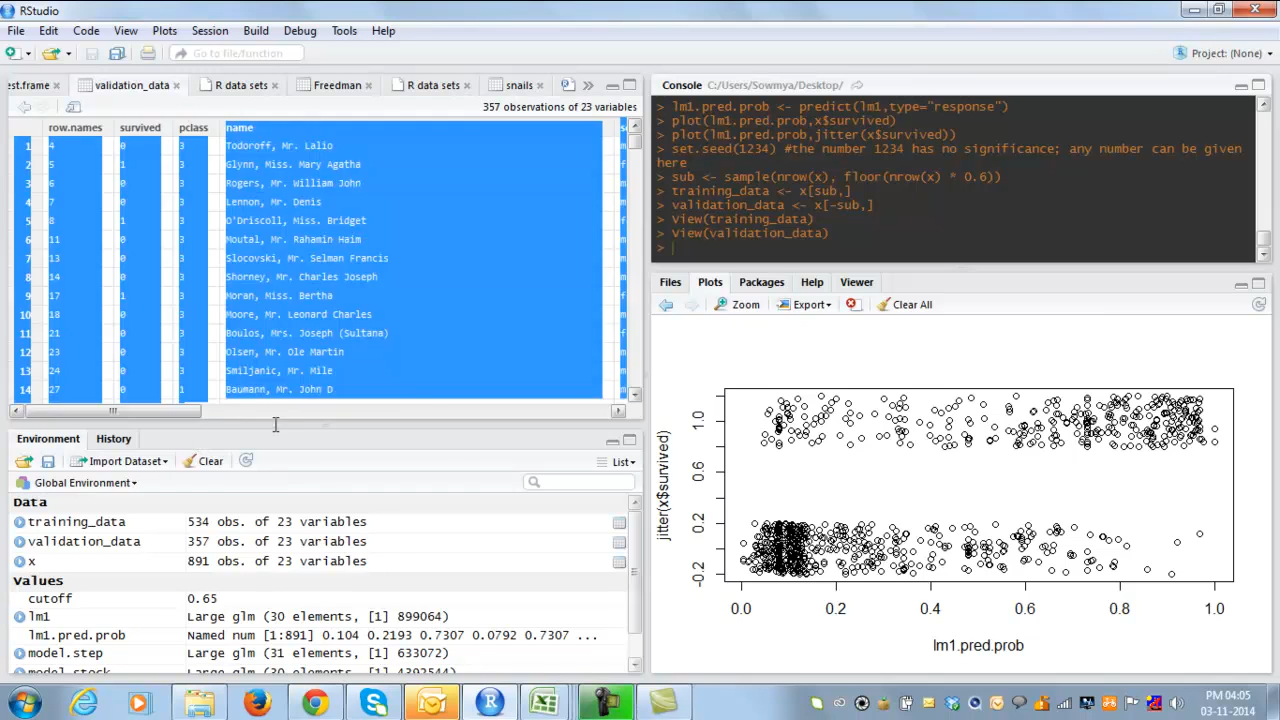 RStudio
File Edit Code View Plots Session Build Debug Tools Help
Go to file/function
Project: (None)
est.frame validation_data R data sets Freedman R data sets snails
357 observations of 23 variables
row.names survived pclass name
1 4 0 3 Todoroff, Mr. Lalio
2 5 1 3 Glynn, Miss. Mary Agatha
3 6 0 3 Rogers, Mr. William John
4 7 0 3 Lennon, Mr. Denis
5 8 1 3 O'Driscoll, Miss. Bridget
6 11 0 3 Moutal, Mr. Rahamin Haim
7 13 0 3 Slocovski, Mr. Selman Francis
8 14 0 3 Shorney, Mr. Charles Joseph
9 17 1 3 Moran, Miss. Bertha
10 18 0 3 Moore, Mr. Leonard Charles
11 21 0 3 Boulos, Mrs. Joseph (Sultana)
12 23 0 3 Olsen, Mr. Ole Martin
13 24 0 3 Smiljanic, Mr. Mile
14 27 0 1 Baumann, Mr. John D
Environment History
Import Dataset Clear List
Global Environment
Data
training_data 534 obs. of 23 variables
validation_data 357 obs. of 23 variables
x 891 obs. of 23 variables
Values
cutoff 0.65
lm1 Large glm (30 elements, [1] 899064)
lm1.pred.prob Named num [1:891] 0.104 0.2193 0.7307 0.0792 0.7307 ...
model.step Large glm (31 elements, [1] 633072)
model.stock Large glm (30 elements, [1] 4392544)
Console C:/Users/Sowmya/Desktop/
> lm1.pred.prob <- predict(lm1,type="response")
> plot(lm1.pred.prob,x$survived)
> plot(lm1.pred.prob,jitter(x$survived))
> set.seed(1234) #the number 1234 has no significance; any number can be given
here
> sub <- sample(nrow(x), floor(nrow(x) * 0.6))
> training_data <- x[sub,]
> validation_data <- x[-sub,]
> View(training_data)
> View(validation_data)
>
Files Plots Packages Help Viewer
Zoom Export Clear All
jitter(x$survived)
1.0
0.6
0.2
-0.2
0.0 0.2 0.4 0.6 0.8 1.0
lm1.pred.prob
PM 04:05
03-11-2014